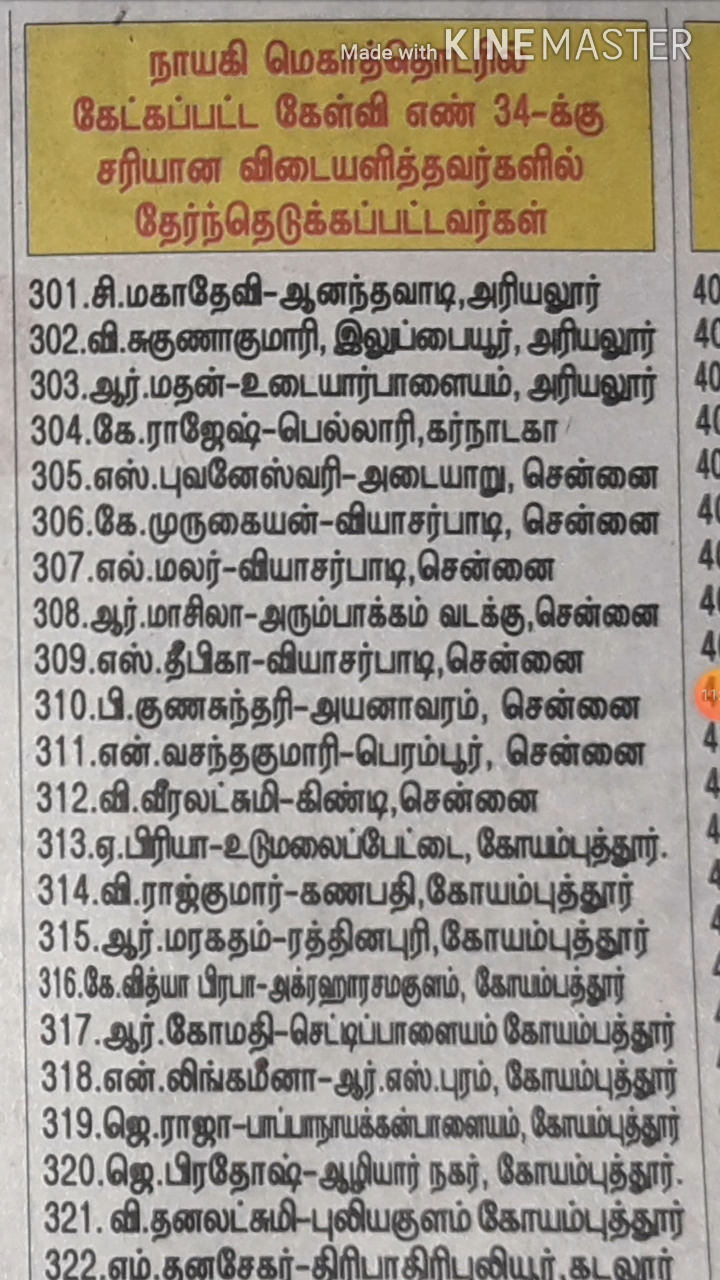 Made with KINEMASTER
நாயகி மெகாத்தொடரில்
கேட்கப்பட்ட கேள்வி எண் 34-க்கு
சரியான விடையளித்தவர்களில்
தேர்ந்தெடுக்கப்பட்டவர்கள்
301.சி.மகாதேவி-ஆனந்தவாடி,அரியலூர்
302.வி.சுகுணாகுமாரி, இலுப்பையூர், அரியலூர்
303.ஆர்.மதன்-உடையார்பாளையம், அரியலூர்
304.கே.ராஜேஷ்-பெல்லாரி,கர்நாடகா
305.எஸ்.புவனேஸ்வரி-அடையாறு, சென்னை
306.கே.முருகையன்-வியாசர்பாடி, சென்னை
307.எல்.மலர்-வியாசர்பாடி,சென்னை
308.ஆர்.மாசிலா-அரும்பாக்கம் வடக்கு,சென்னை
309.எஸ்.தீபிகா-வியாசர்பாடி,சென்னை
310.பி.குணசுந்தரி-அயனாவரம், சென்னை
311.என்.வசந்தகுமாரி-பெரம்பூர், சென்னை
312.வி.வீரலட்சுமி-கிண்டி,சென்னை
313.ஏ.பிரியா-உடுமலைப்பேட்டை, கோயம்புத்தூர்.
314.வி.ராஜ்குமார்-கணபதி,கோயம்புத்தூர்
315.ஆர்.மரகதம்-ரத்தினபுரி,கோயம்புத்தூர்
316.கே.வித்யா பிரபா-அக்ரஹாரசமகுளம், கோயம்பத்தூர்
317.ஆர்.கோமதி-செட்டிப்பாளையம் கோயம்பத்தூர்
318.என்.லிங்கமீனா-ஆர்.எஸ்.புரம், கோயம்புத்தூர்
319.ஜெ.ராஜா-பாப்பாநாயக்கன்பாளையம், கோயம்புத்தூர்
320.ஜெ.பிரதோஷ்-ஆழியார் நகர், கோயம்புத்தூர்.
321. வி.தனலட்சுமி-புலியகுளம் கோயம்புத்தூர்
322.எம்.தனசேகர்-திரிபாதிரிபுலியூர்,கடலூர்